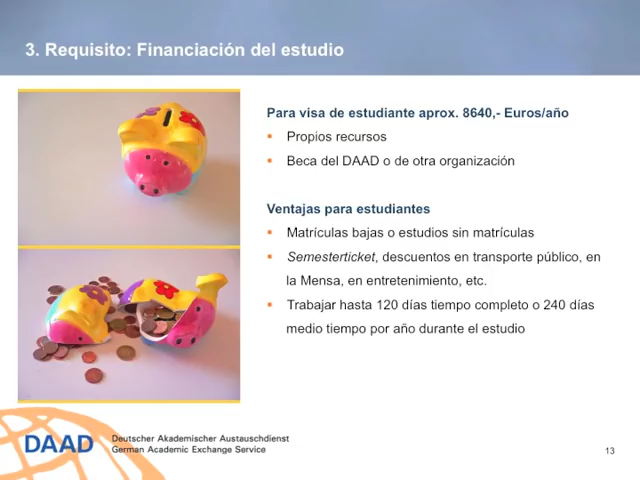 3. Requisito: Financiación del estudio
Para visa de estudiante aprox. 8640,- Euros/año
Propios recursos
Beca del DAAD o de otra organización
Ventajas para estudiantes
Matrículas bajas o estudios sin matrículas
Semesterticket, descuentos en transporte público, en
la Mensa, en entretenimiento, etc.
Trabajar hasta 120 días tiempo completo o 240 días
medio tiempo por año durante el estudio
DAAD
Deutscher Akademischer Austauschdienst
German Academic Exchange Service
13